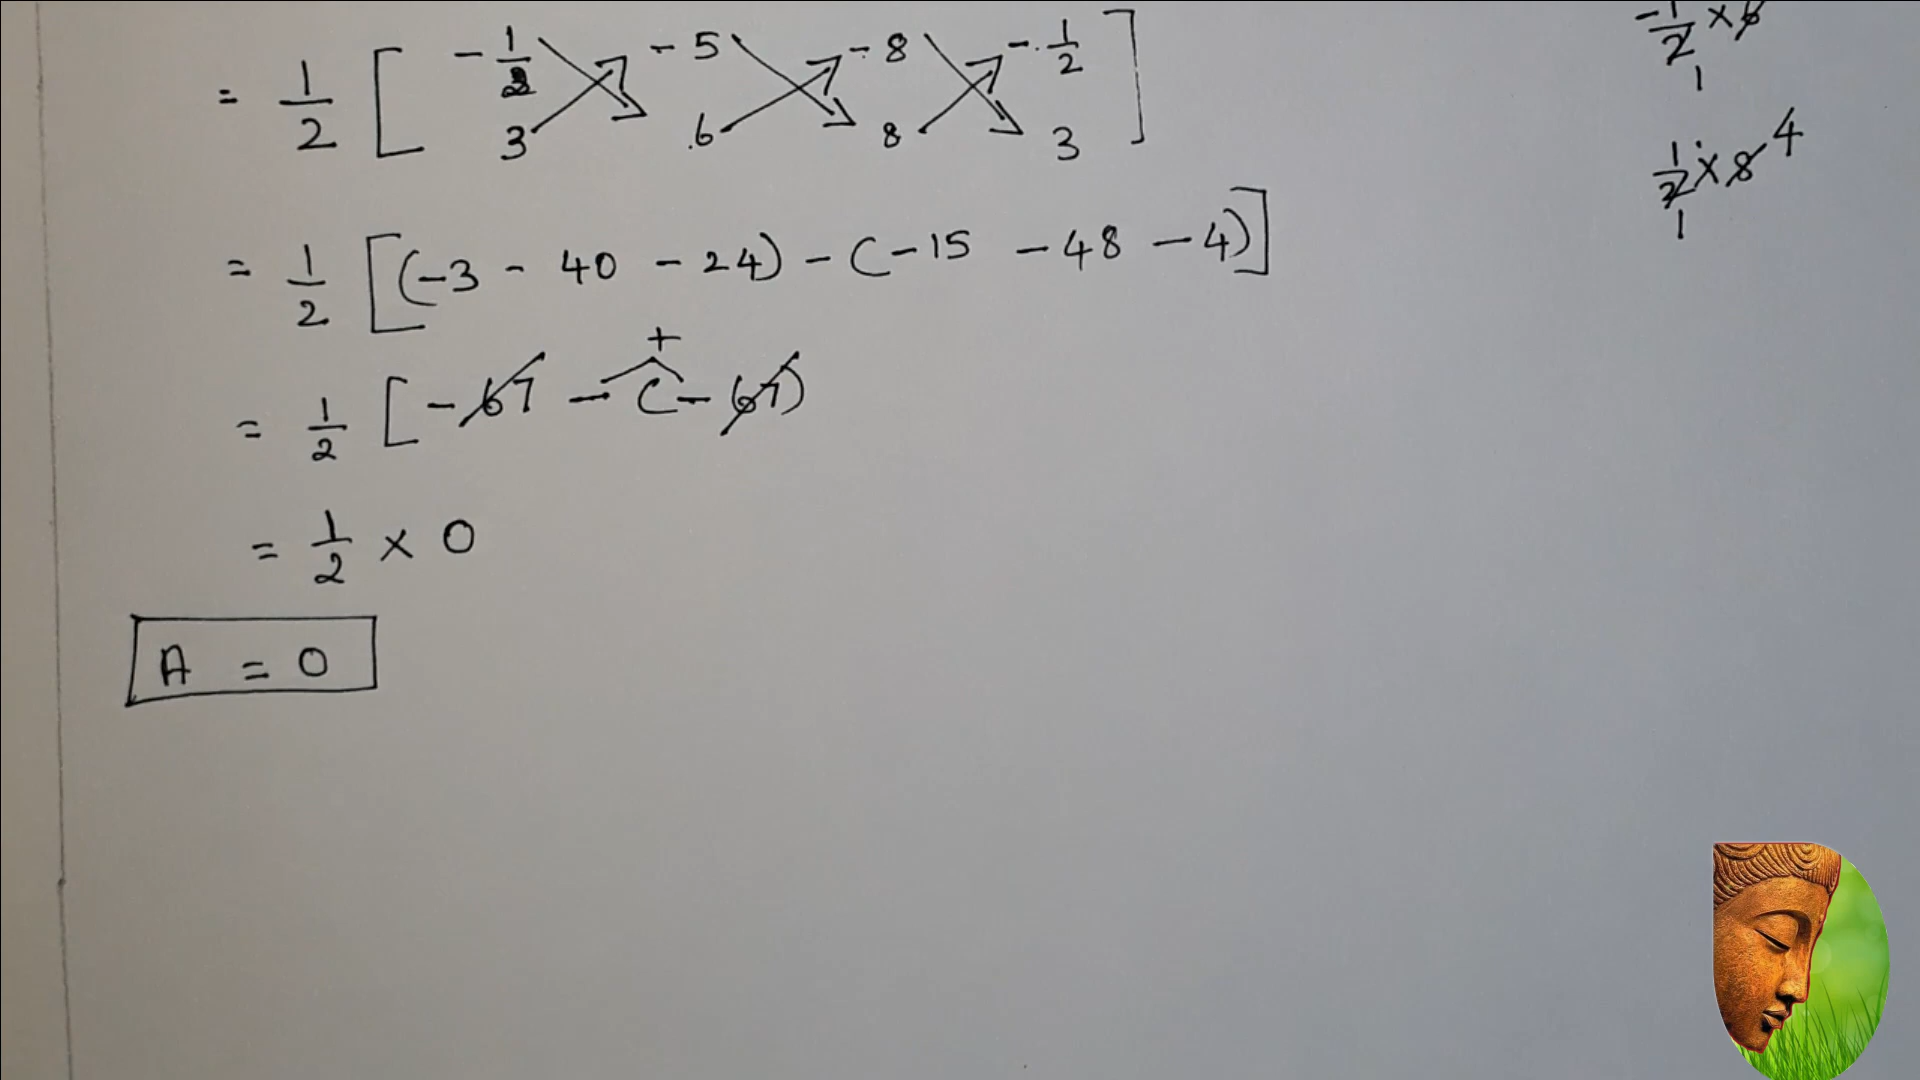 = 1/2 [ -1/2 -5 -8 -1/2 ]
3 6 8 3
= 1/2 [(-3 - 40 - 24) - (-15 - 48 - 4)]
+
= 1/2 [-67 - (-67)
= 1/2 × 0
A = 0
-1/2 × 6
1
1/2 × 8 4
1